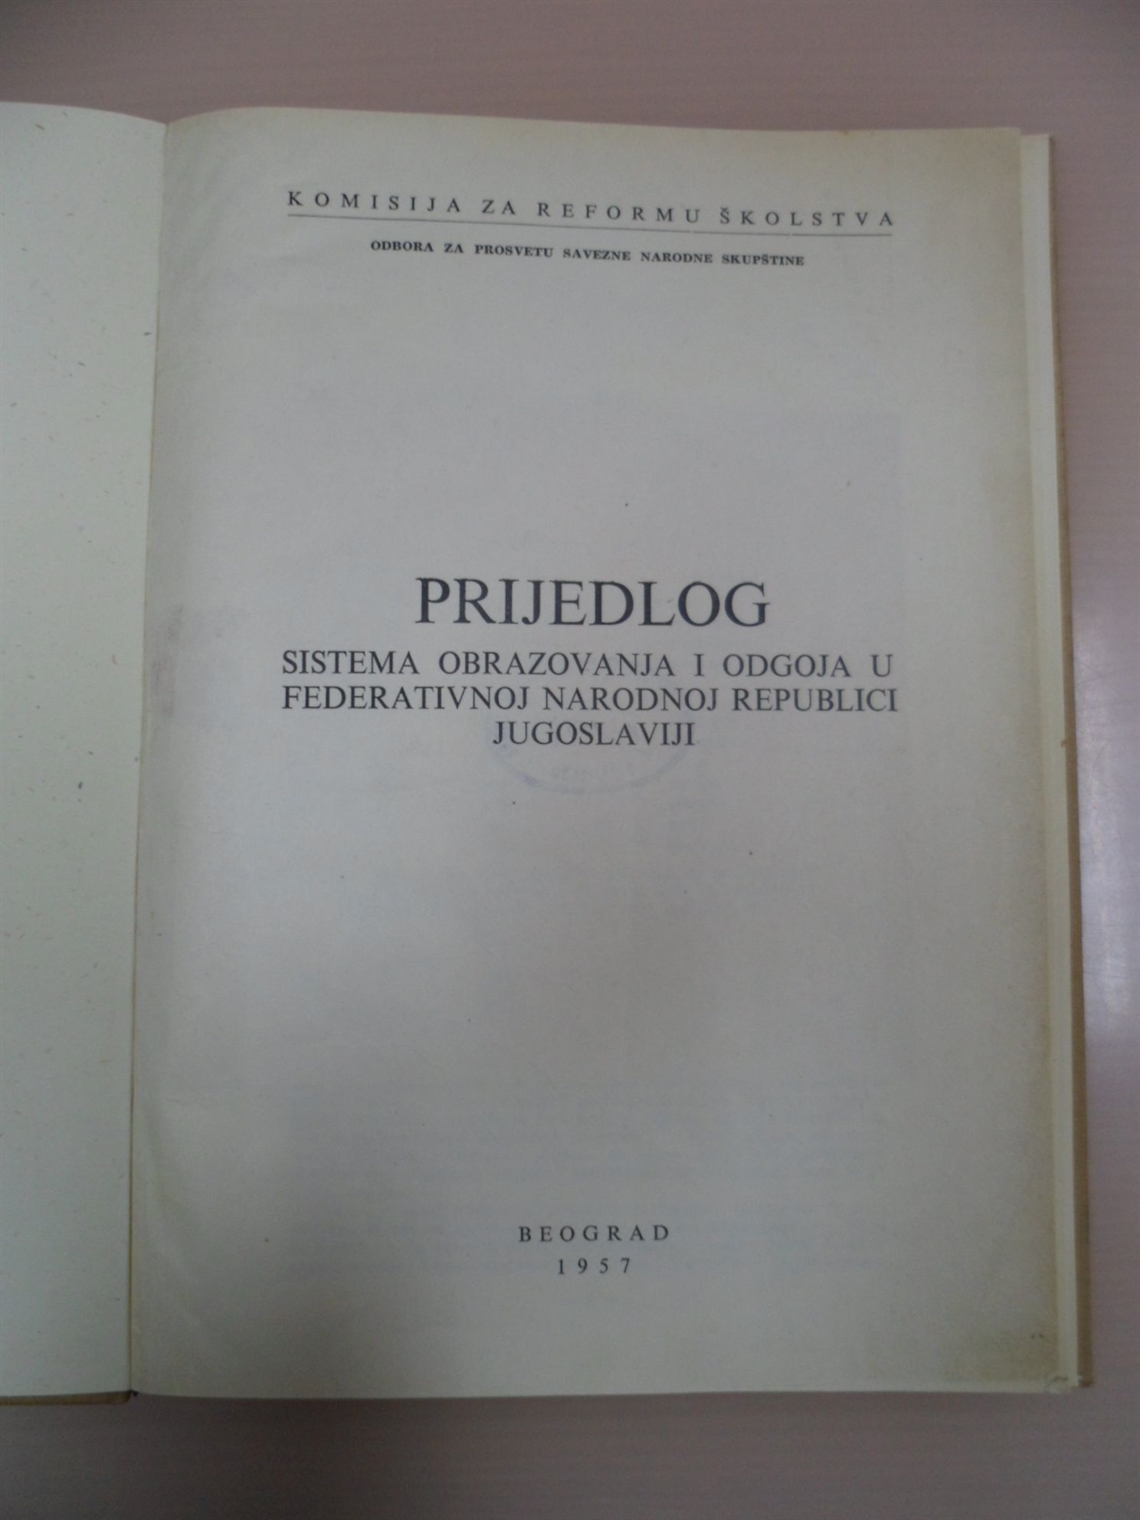 KOMISIJA ZA REFORMU ŠKOLSTVA
ODBORA ZA PROSVETU SAVEZNE NARODNE SKUPŠTINE
PRIJEDLOG
SISTEMA OBRAZOVANJA I ODGOJA U
FEDERATIVNOJ NARODNOJ REPUBLICI
JUGOSLAVIJI
BEOGRAD
1957